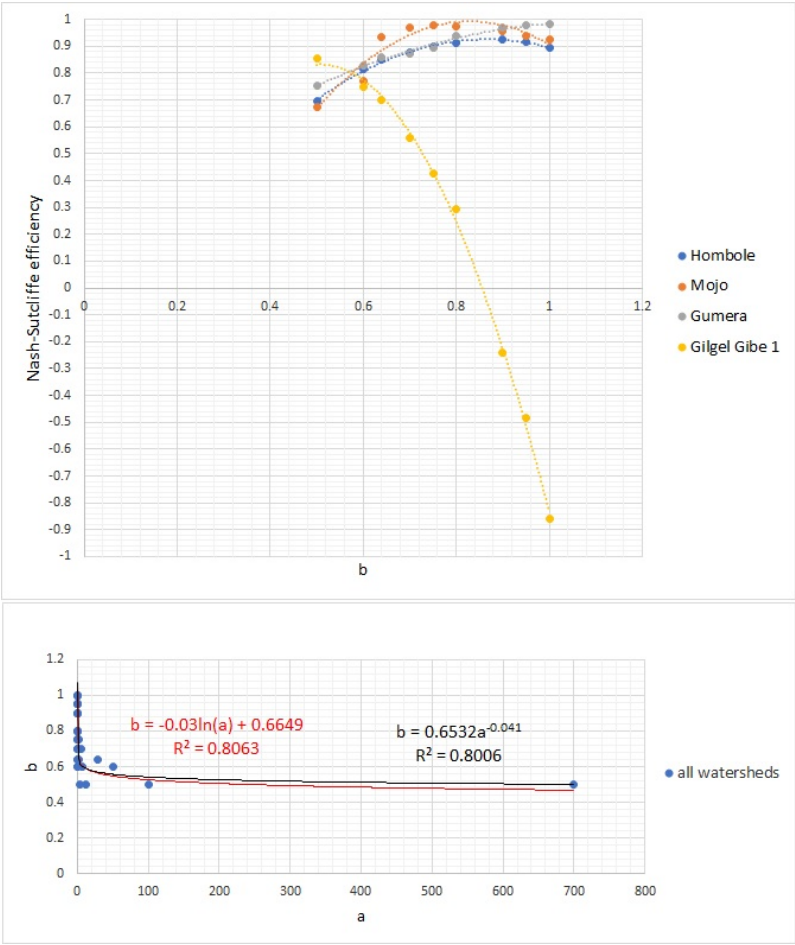 1
0.9
0.8
0.7
0.6
0.5
0.4
0.3
0.2
0.1
0
0 0.2 0.4 0.6 0.8 1 1.2
-0.1
-0.2
-0.3
-0.4
-0.5
-0.6
-0.7
-0.8
-0.9
-1
Nash-Sutcliffe efficiency
b
Hombole
Mojo
Gumera
Gilgel Gibe 1
1.2
1
0.8
0.6
0.4
0.2
0
b
b = -0.03ln(a) + 0.6649
R² = 0.8063
b = 0.6532a^-0.041
R² = 0.8006
all watersheds
0 100 200 300 400 500 600 700 800
a